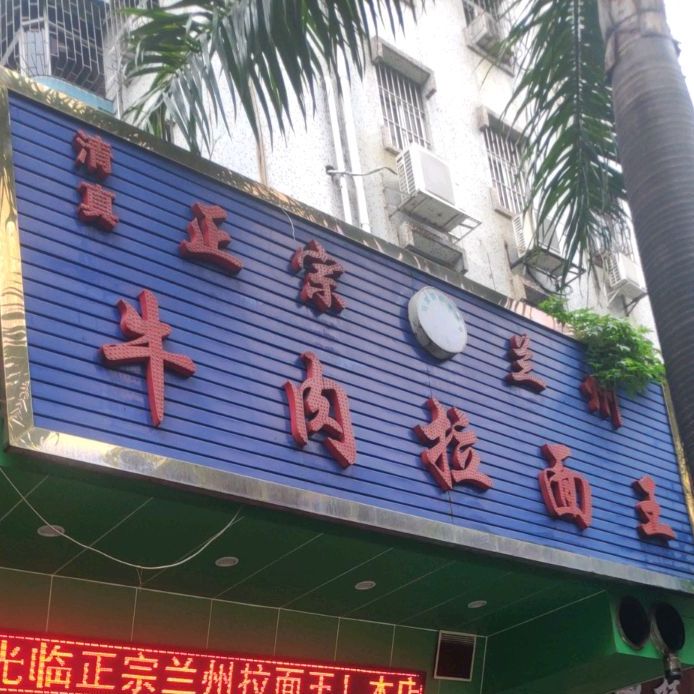 清真
正宗 兰州
牛肉拉面王
光临正宗兰州拉面王！本店